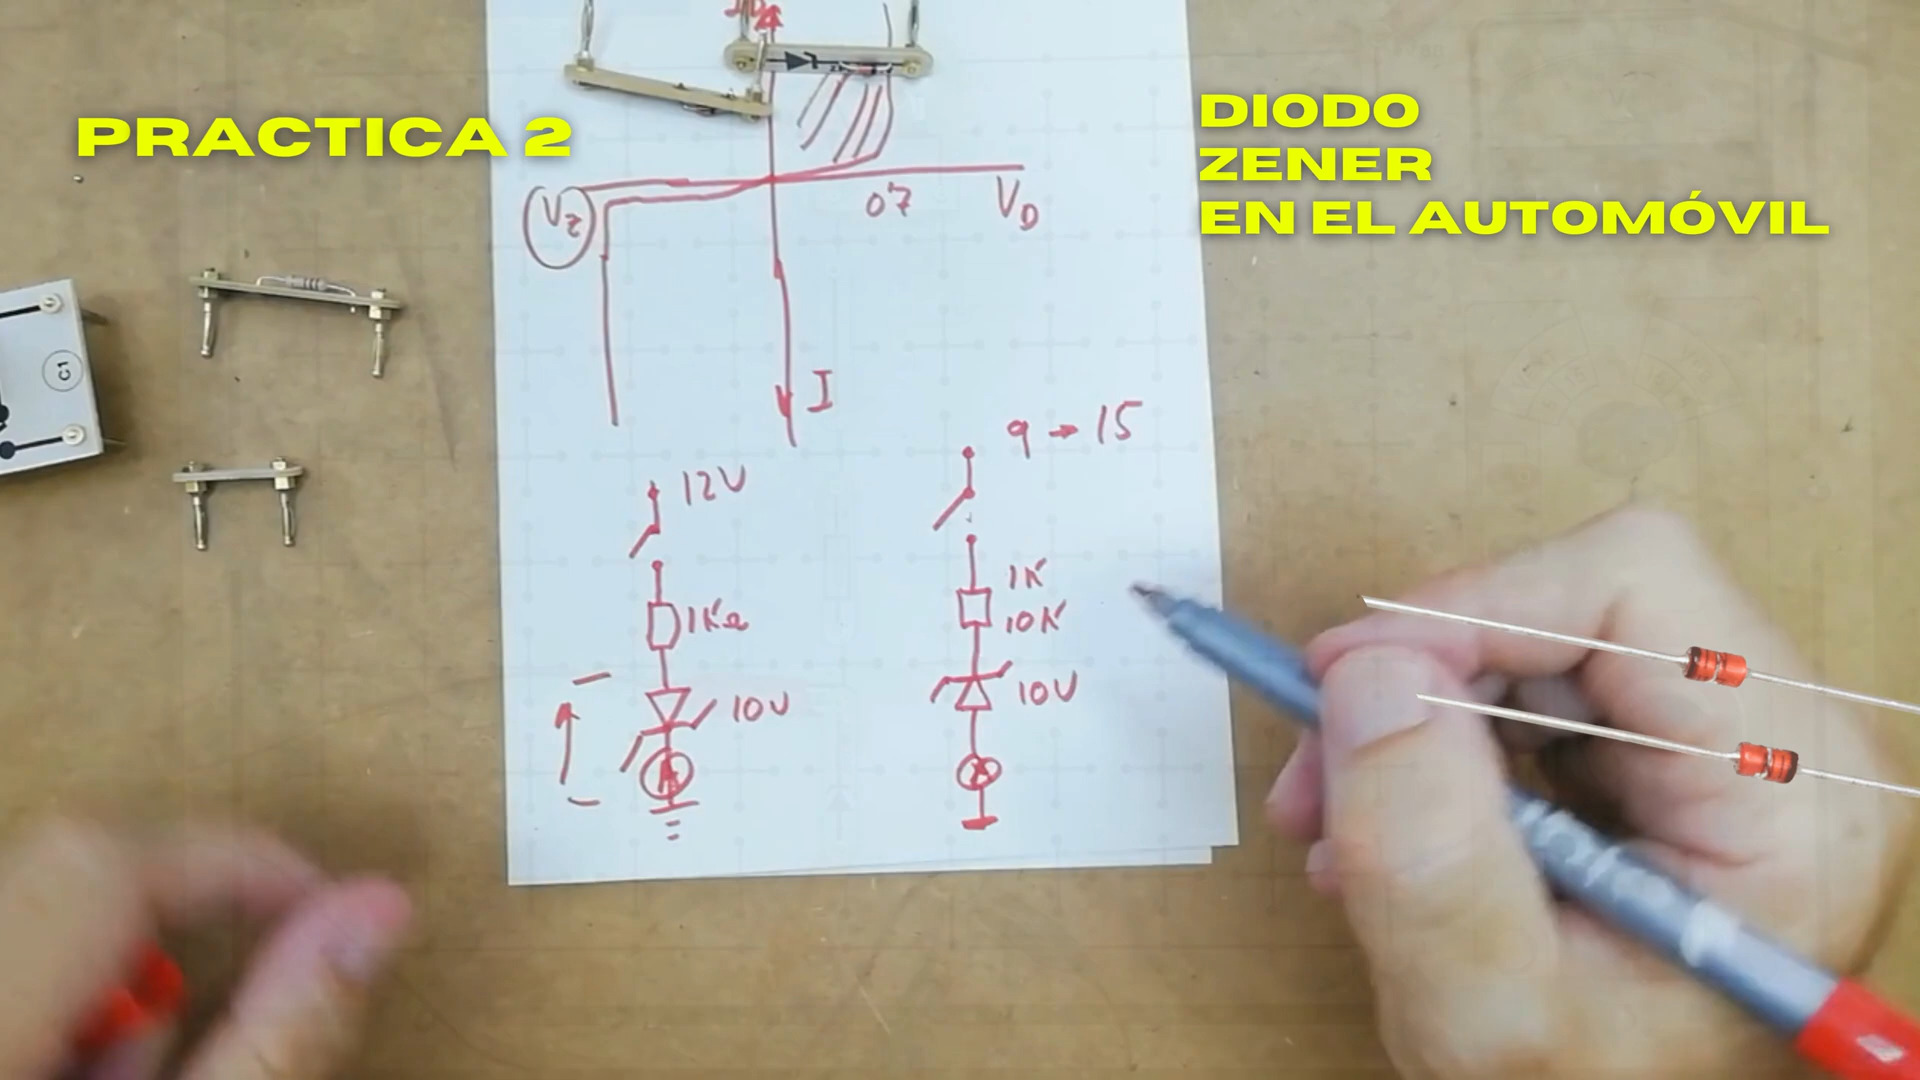 PRACTICA 2
DIODO
ZENER
EN EL AUTOMÓVIL
Vz
07
VD
C1
I
9 → 15
12V
1K
1KΩ
10K
10V
10V
A
A